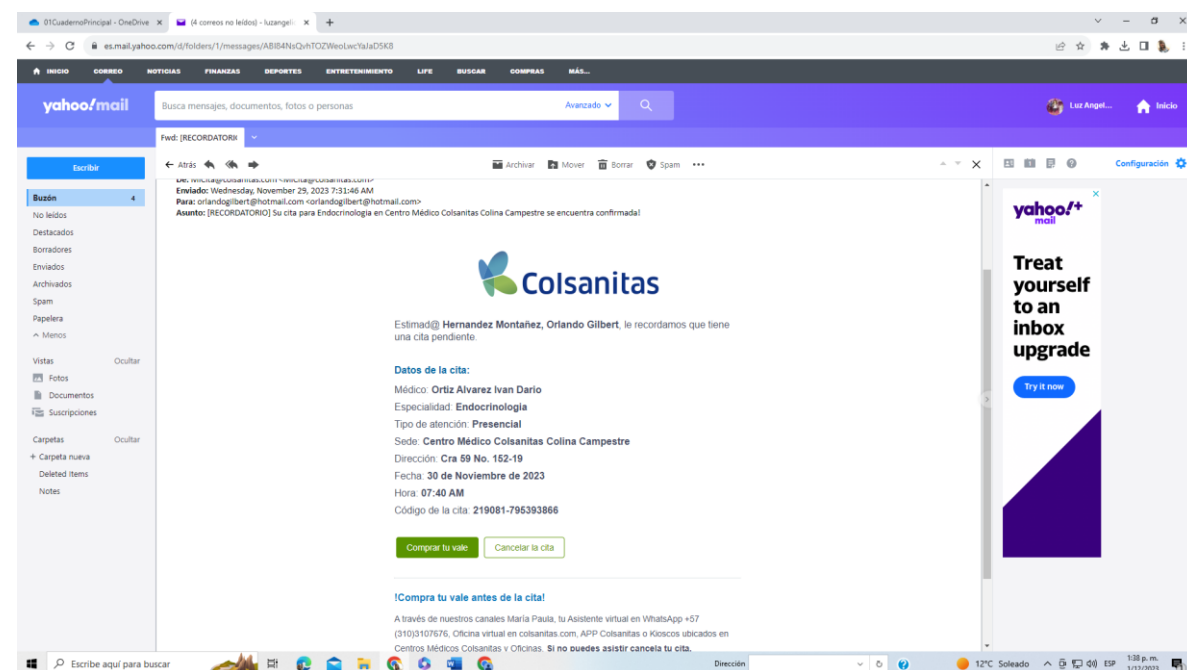 01CuadernoPrincipal - OneDrive
(4 correos no leídos) - luzangeli
es.mail.yahoo.com/d/folders/1/messages/ABI84NsQvhTOZWeoLwcYaJaD5K8
INICIO CORREO NOTICIAS FINANZAS DEPORTES ENTRETENIMIENTO LIFE BUSCAR COMPRAS MÁS...
yahoo!mail
Busca mensajes, documentos, fotos o personas
Avanzado
Luz Angel...
Inicio
Fwd: [RECORDATORI
Escribir
Atrás
Archivar Mover Borrar Spam
Configuración
Buzón 4
No leídos
Destacados
Borradores
Enviados
Archivados
Spam
Papelera
Menos
Vistas Ocultar
Fotos
Documentos
Suscripciones
Carpetas Ocultar
+ Carpeta nueva
Deleted Items
Notes
Enviado: Wednesday, November 29, 2023 7:31:46 AM
Para: orlandogilbert@hotmail.com <orlandogilbert@hotmail.com>
Asunto: [RECORDATORIO] Su cita para Endocrinologia en Centro Médico Colsanitas Colina Campestre se encuentra confirmada!
Colsanitas
Estimad@ Hernandez Montañez, Orlando Gilbert, le recordamos que tiene
una cita pendiente.
Datos de la cita:
Médico: Ortiz Alvarez Ivan Dario
Especialidad: Endocrinologia
Tipo de atención: Presencial
Sede: Centro Médico Colsanitas Colina Campestre
Dirección: Cra 59 No. 152-19
Fecha: 30 de Noviembre de 2023
Hora: 07:40 AM
Código de la cita: 219081-795393866
Comprar tu vale
Cancelar la cita
!Compra tu vale antes de la cita!
A través de nuestros canales María Paula, tu Asistente virtual en WhatsApp +57
(310)3107676, Oficina virtual en colsanitas.com, APP Colsanitas o Kioscos ubicados en
Centros Médicos Colsanitas y Oficinas. Si no puedes asistir cancela tu cita.
yahoo!+
mail
Treat
yourself
to an
inbox
upgrade
Try it now
Escribe aquí para buscar
Dirección
12°C Soleado
ESP
1:38 p. m.
1/12/2023